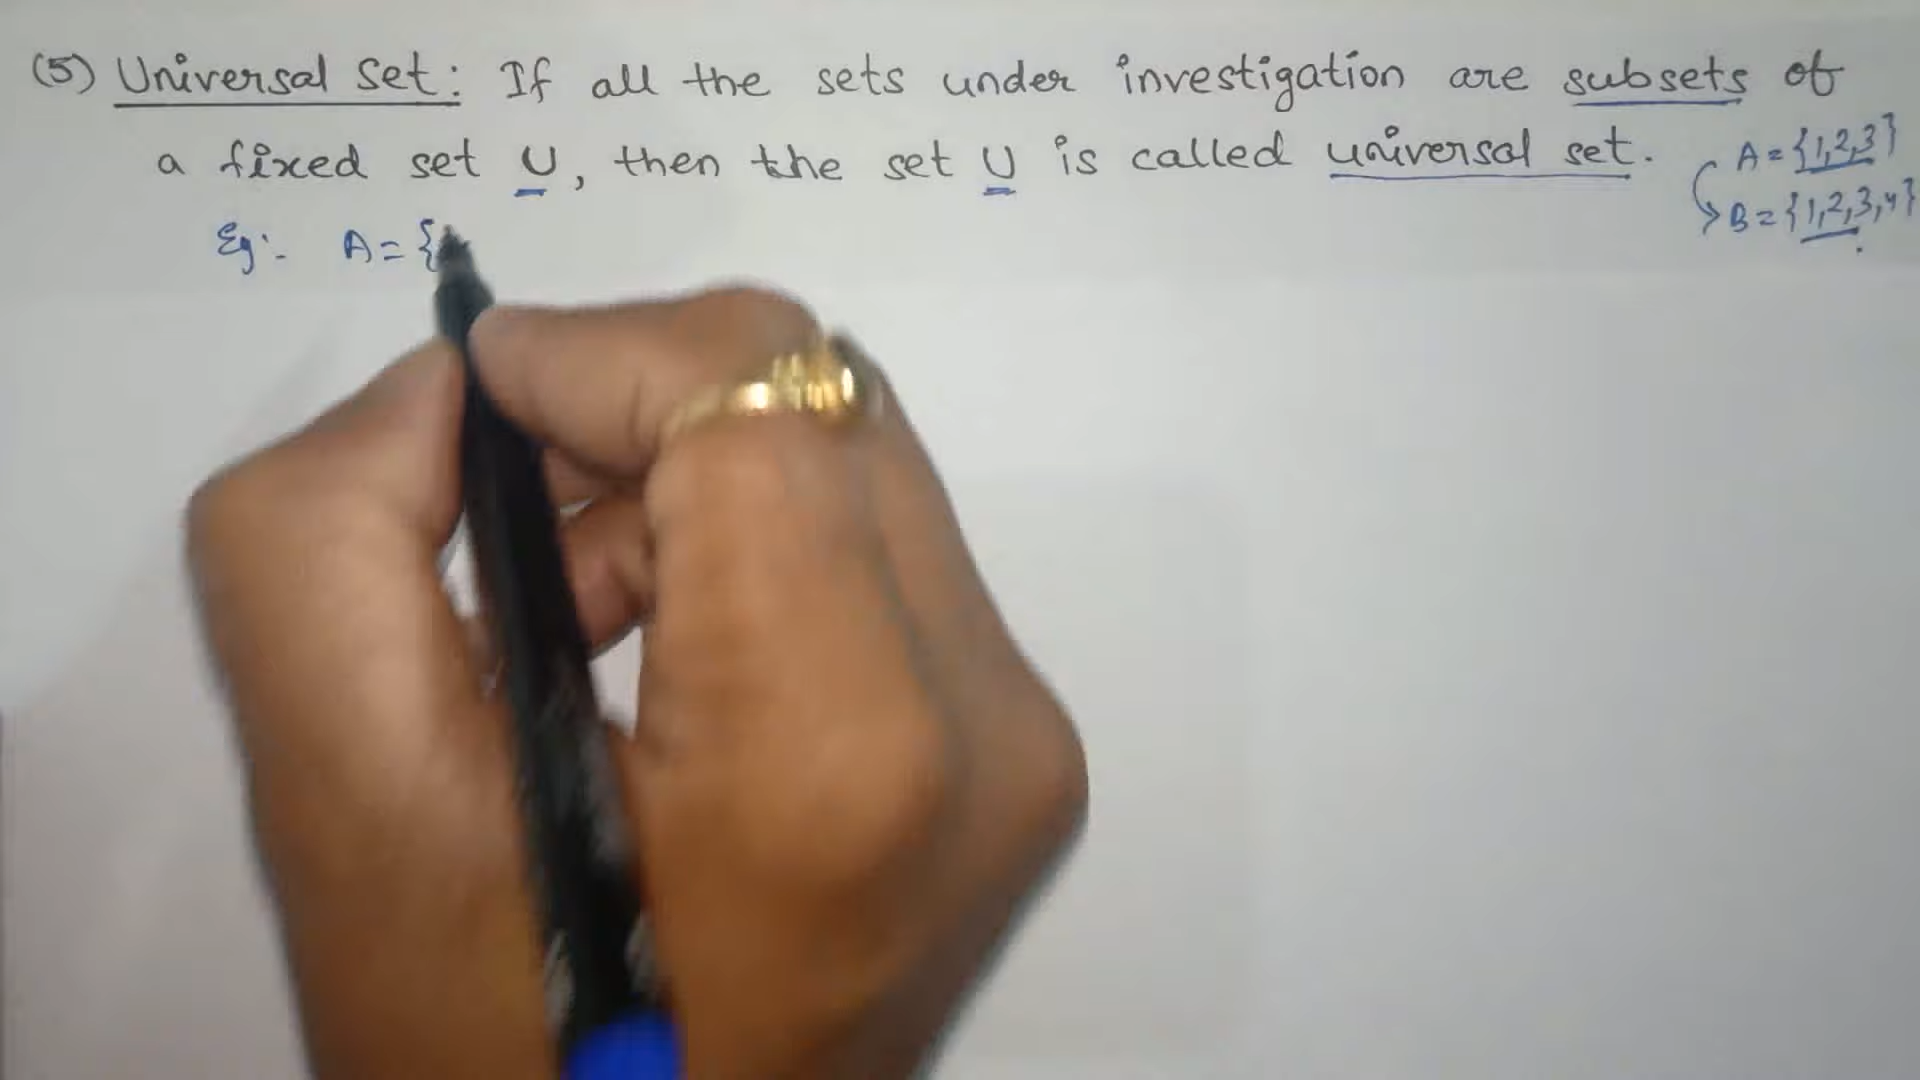 (5) Universal Set: If all the sets under investigation are subsets of
a fixed set U, then the set U is called universal set.
A={1,2,3}
B={1,2,3,4}
Eg:- A={